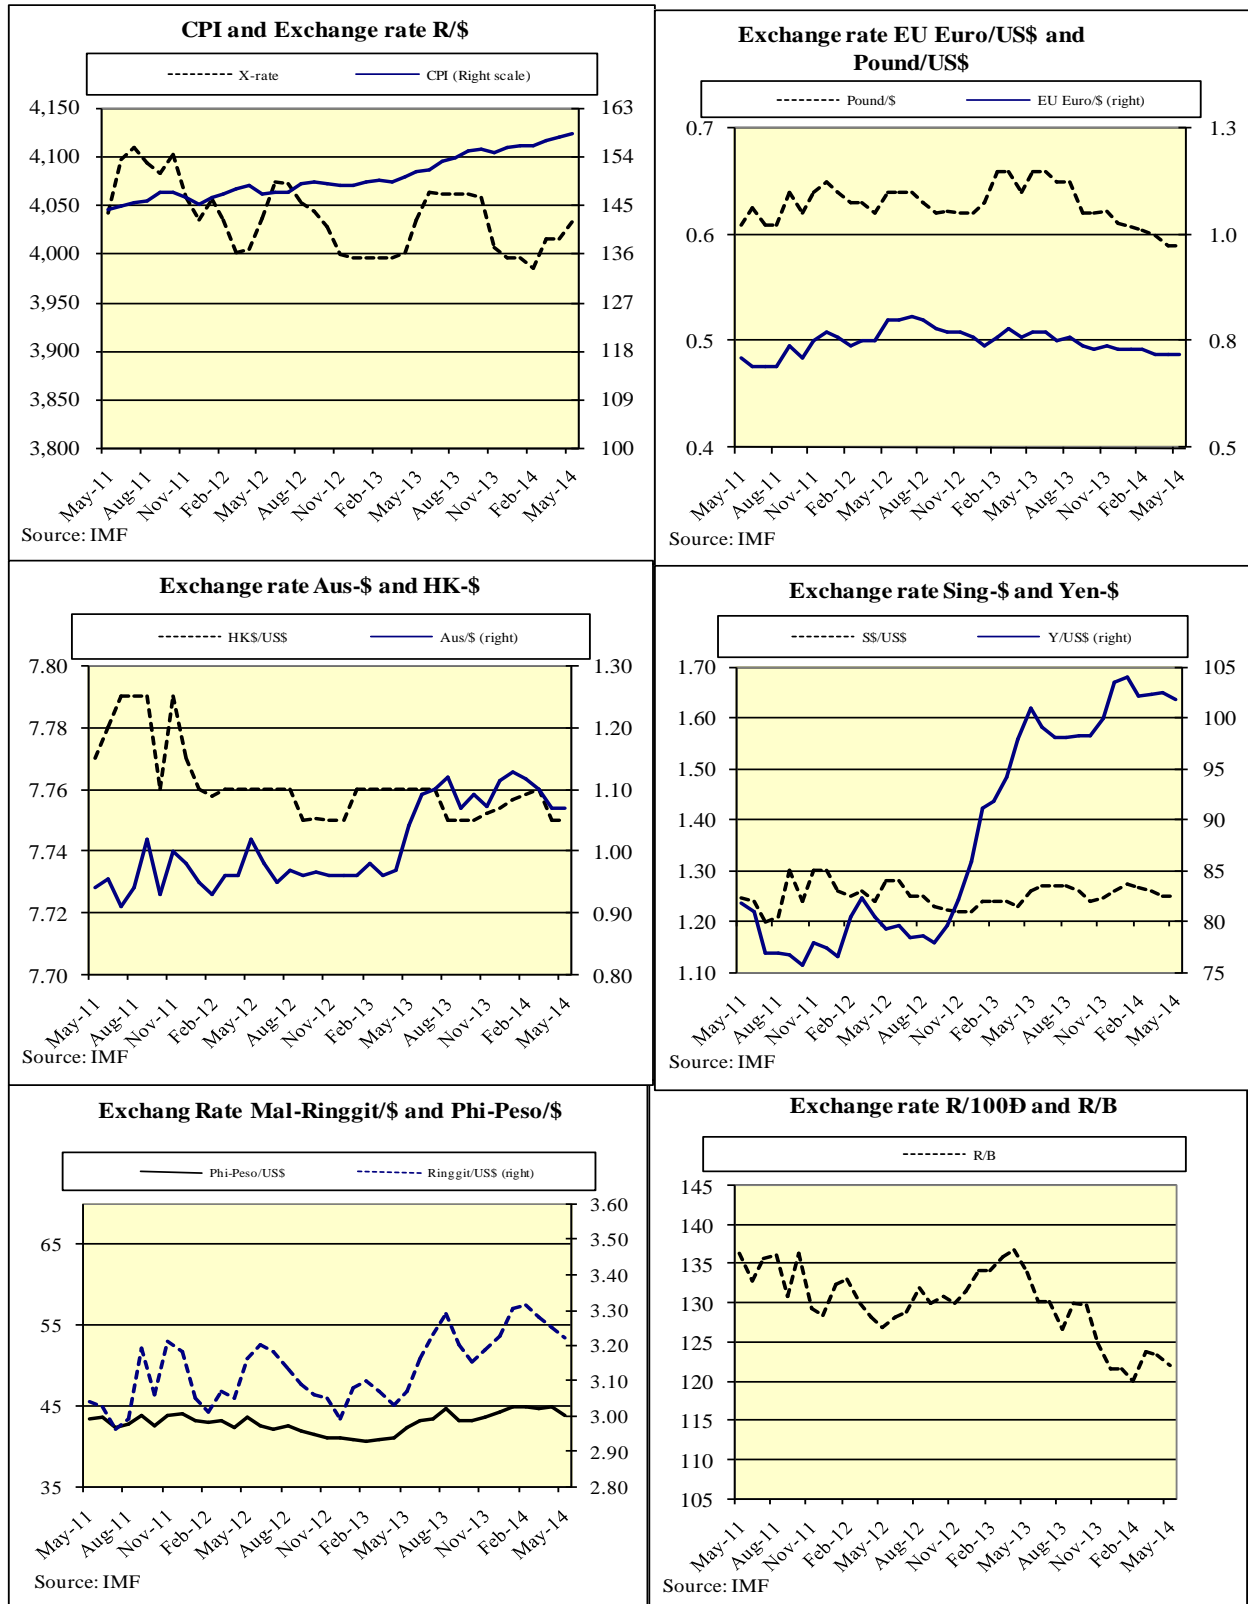 CPI and Exchange rate R/$
X-rate CPI (Right scale)
4,150 163
4,100 154
4,050 145
4,000 136
3,950 127
3,900 118
3,850 109
3,800 100
May-11 Aug-11 Nov-11 Feb-12 May-12 Aug-12 Nov-12 Feb-13 May-13 Aug-13 Nov-13 Feb-14 May-14
Source: IMF
Exchange rate EU Euro/US$ and
Pound/US$
Pound/$ EU Euro/$ (right)
0.7 1.3
0.6 1.0
0.5 0.8
0.4 0.5
May-11 Aug-11 Nov-11 Feb-12 May-12 Aug-12 Nov-12 Feb-13 May-13 Aug-13 Nov-13 Feb-14 May-14
Source: IMF
Exchange rate Aus-$ and HK-$
HK$/US$ Aus/$ (right)
7.80 1.30
7.78 1.20
7.76 1.10
7.74 1.00
7.72 0.90
7.70 0.80
May-11 Aug-11 Nov-11 Feb-12 May-12 Aug-12 Nov-12 Feb-13 May-13 Aug-13 Nov-13 Feb-14 May-14
Source: IMF
Exchange rate Sing-$ and Yen-$
S$/US$ Y/US$ (right)
1.70 105
1.60 100
1.50 95
1.40 90
1.30 85
1.20 80
1.10 75
May-11 Aug-11 Nov-11 Feb-12 May-12 Aug-12 Nov-12 Feb-13 May-13 Aug-13 Nov-13 Feb-14 May-14
Source: IMF
Exchang Rate Mal-Ringgit/$ and Phi-Peso/$
Phi-Peso/US$ Ringgit/US$ (right)
3.60
3.50
65
3.40
3.30
55
3.20
3.10
45
3.00
2.90
35 2.80
May-11 Aug-11 Nov-11 Feb-12 May-12 Aug-12 Nov-12 Feb-13 May-13 Aug-13 Nov-13 Feb-14 May-14
Source: IMF
Exchange rate R/100Đ and R/B
R/B
145
140
135
130
125
120
115
110
105
May-11 Aug-11 Nov-11 Feb-12 May-12 Aug-12 Nov-12 Feb-13 May-13 Aug-13 Nov-13 Feb-14 May-14
Source: IMF